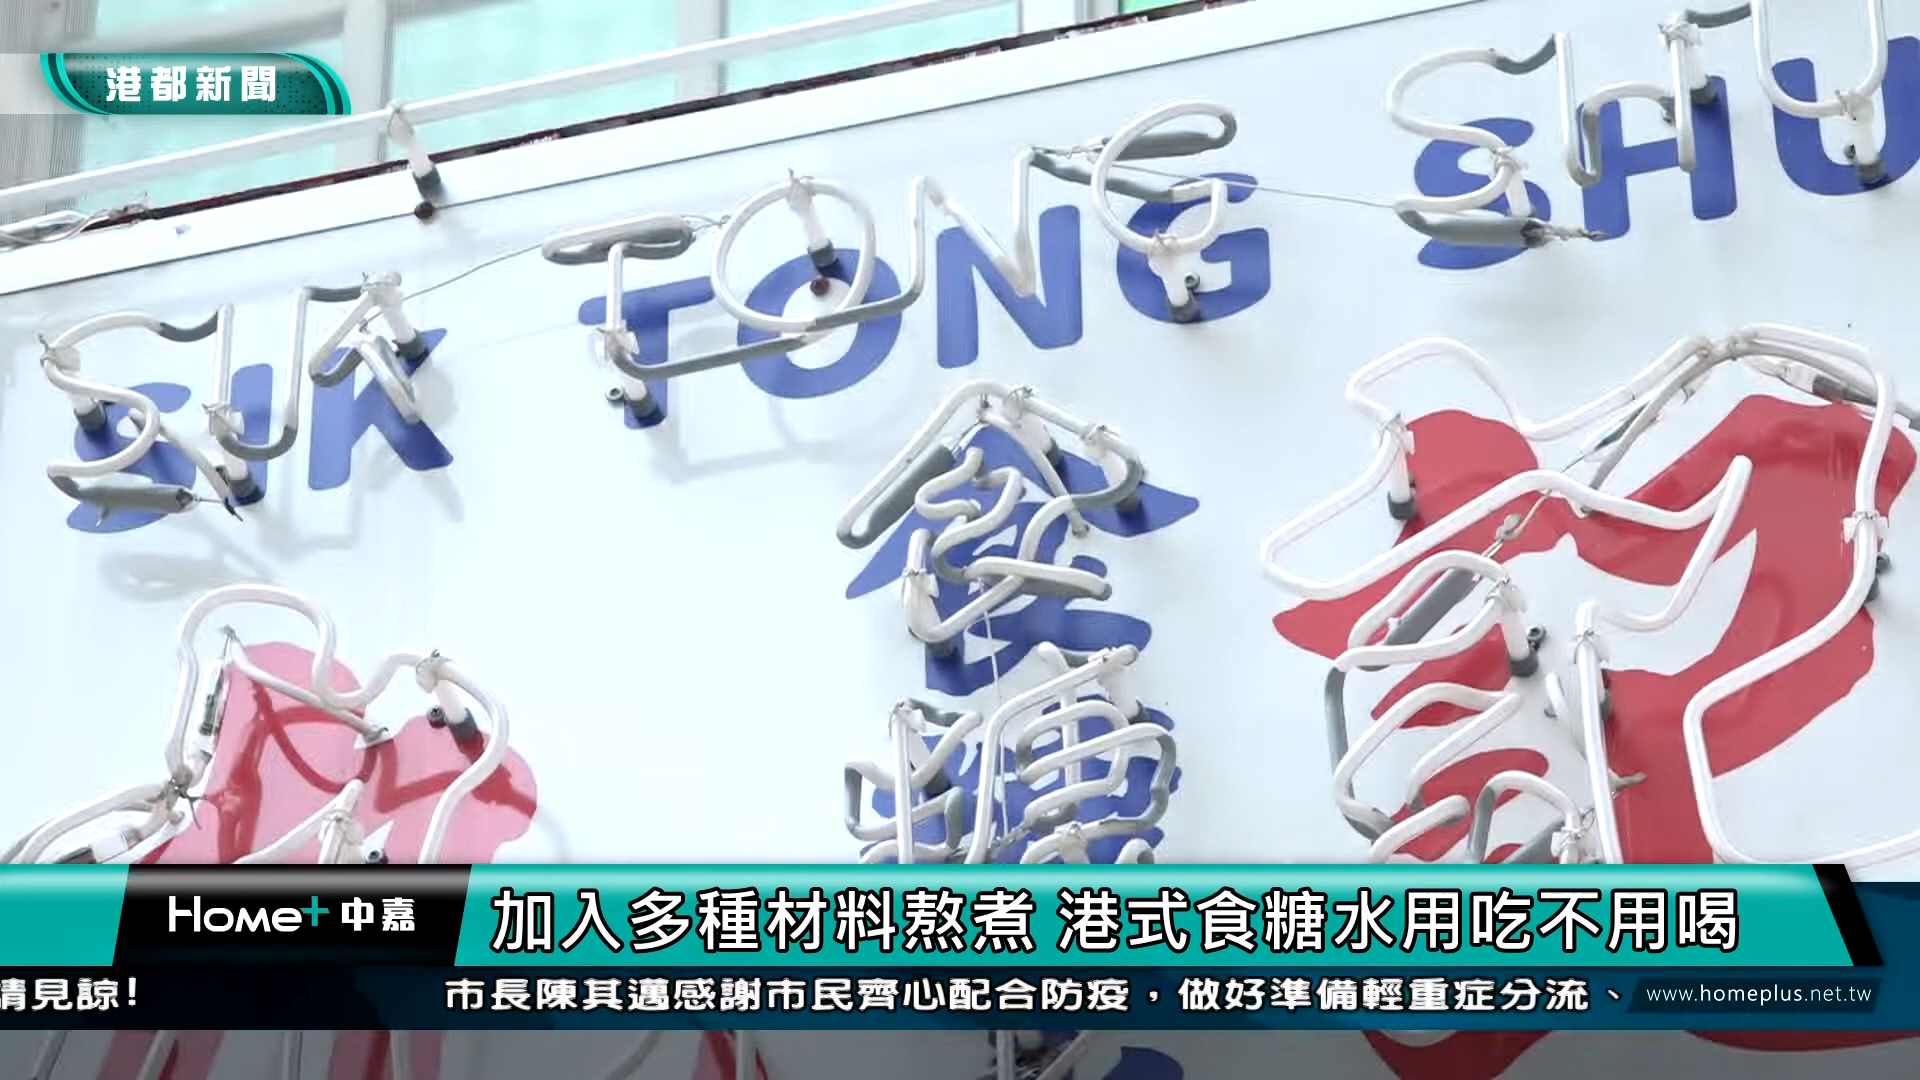 港都新聞
SIK TONG SHU
食糖
記
Home+ 中嘉
加入多種材料熬煮 港式食糖水用吃不用喝
請見諒!
市長陳其邁感謝市民齊心配合防疫，做好準備輕重症分流、
www.homeplus.net.tw